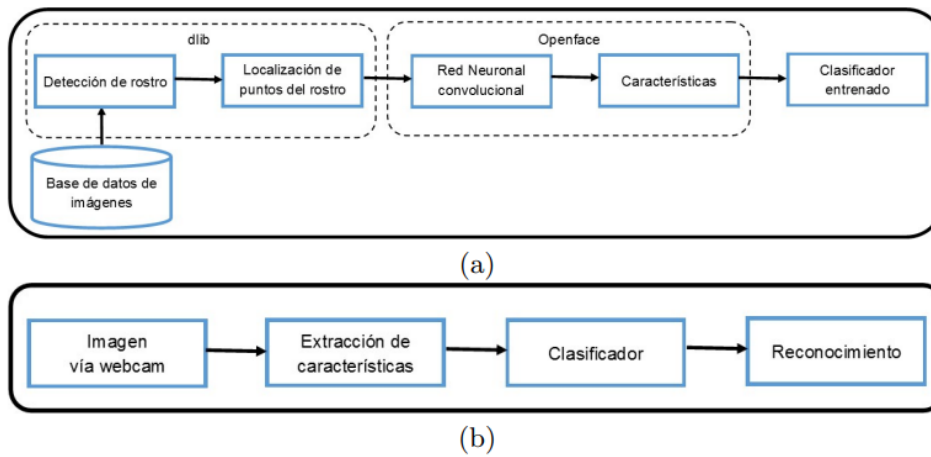 dlib
Openface
Detección de rostro
Localización de
puntos del rostro
Red Neuronal
convolucional
Características
Clasificador
entrenado
Base de datos de
imágenes
(a)
Imagen
vía webcam
Extracción de
características
Clasificador
Reconocimiento
(b)